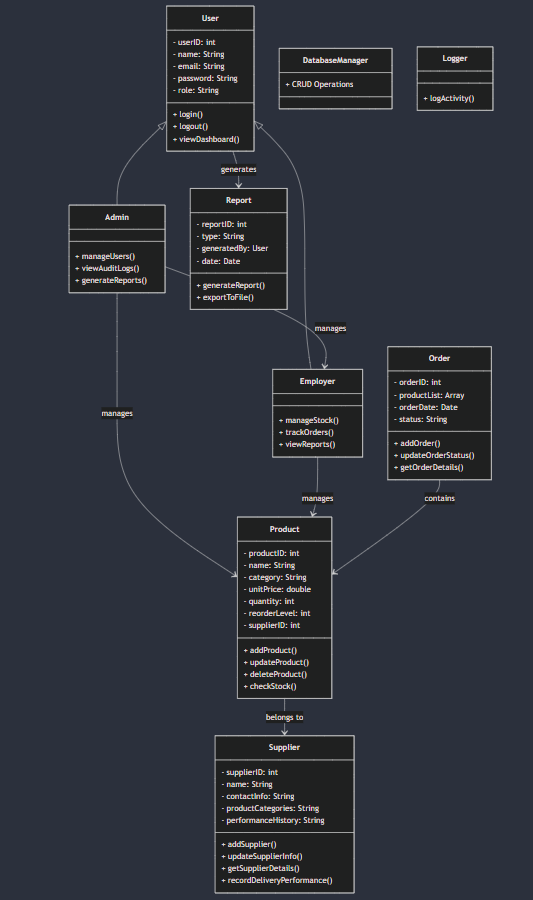 User
- userID: int
- name: String
- email: String
- password: String
- role: String
+ login()
+ logout()
+ viewDashboard()
DatabaseManager
+ CRUD Operations
Logger
+ logActivity()
generates
Admin
+ manageUsers()
+ viewAuditLogs()
+ generateReports()
Report
- reportID: int
- type: String
- generatedBy: User
- date: Date
+ generateReport()
+ exportToFile()
manages
Employer
+ manageStock()
+ trackOrders()
+ viewReports()
Order
- orderID: int
- productList: Array
- orderDate: Date
- status: String
+ addOrder()
+ updateOrderStatus()
+ getOrderDetails()
manages
manages
contains
Product
- productID: int
- name: String
- category: String
- unitPrice: double
- quantity: int
- reorderLevel: int
- supplierID: int
+ addProduct()
+ updateProduct()
+ deleteProduct()
+ checkStock()
belongs to
Supplier
- supplierID: int
- name: String
- contactInfo: String
- productCategories: String
- performanceHistory: String
+ addSupplier()
+ updateSupplierInfo()
+ getSupplierDetails()
+ recordDeliveryPerformance()